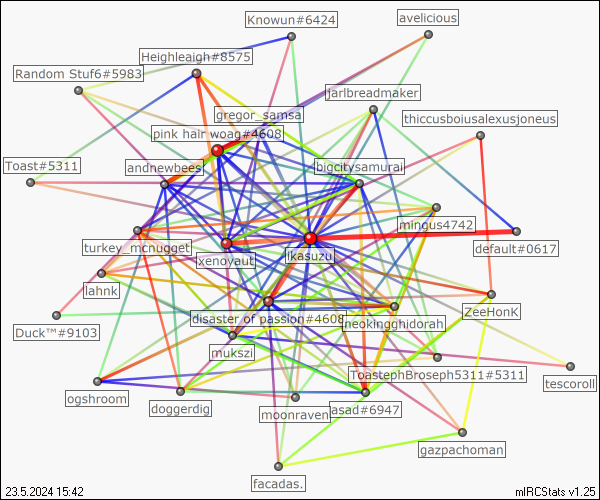 Knowun#6424
avelicious
Heighleigh#8575
Random Stuf6#5983
jarlbreadmaker
gregor_samsa
thiccusboiusalexusjoneus
pink hair woag#4608
Toast#5311
andnewbees
bigcitysamurai
mingus4742
turkey_mcnugget
default#0617
xenoyaut
ikasuzu
lahnk
ZeeHonK
disaster of passion#4608
neokingghidorah
Duck™#9103
mukszi
ToastephBroseph5311#5311
tescoroll
ogshroom
doggerdig
moonraven
asad#6947
gazpachoman
facadas.
23.5.2024 15:42
mIRCStats v1.25